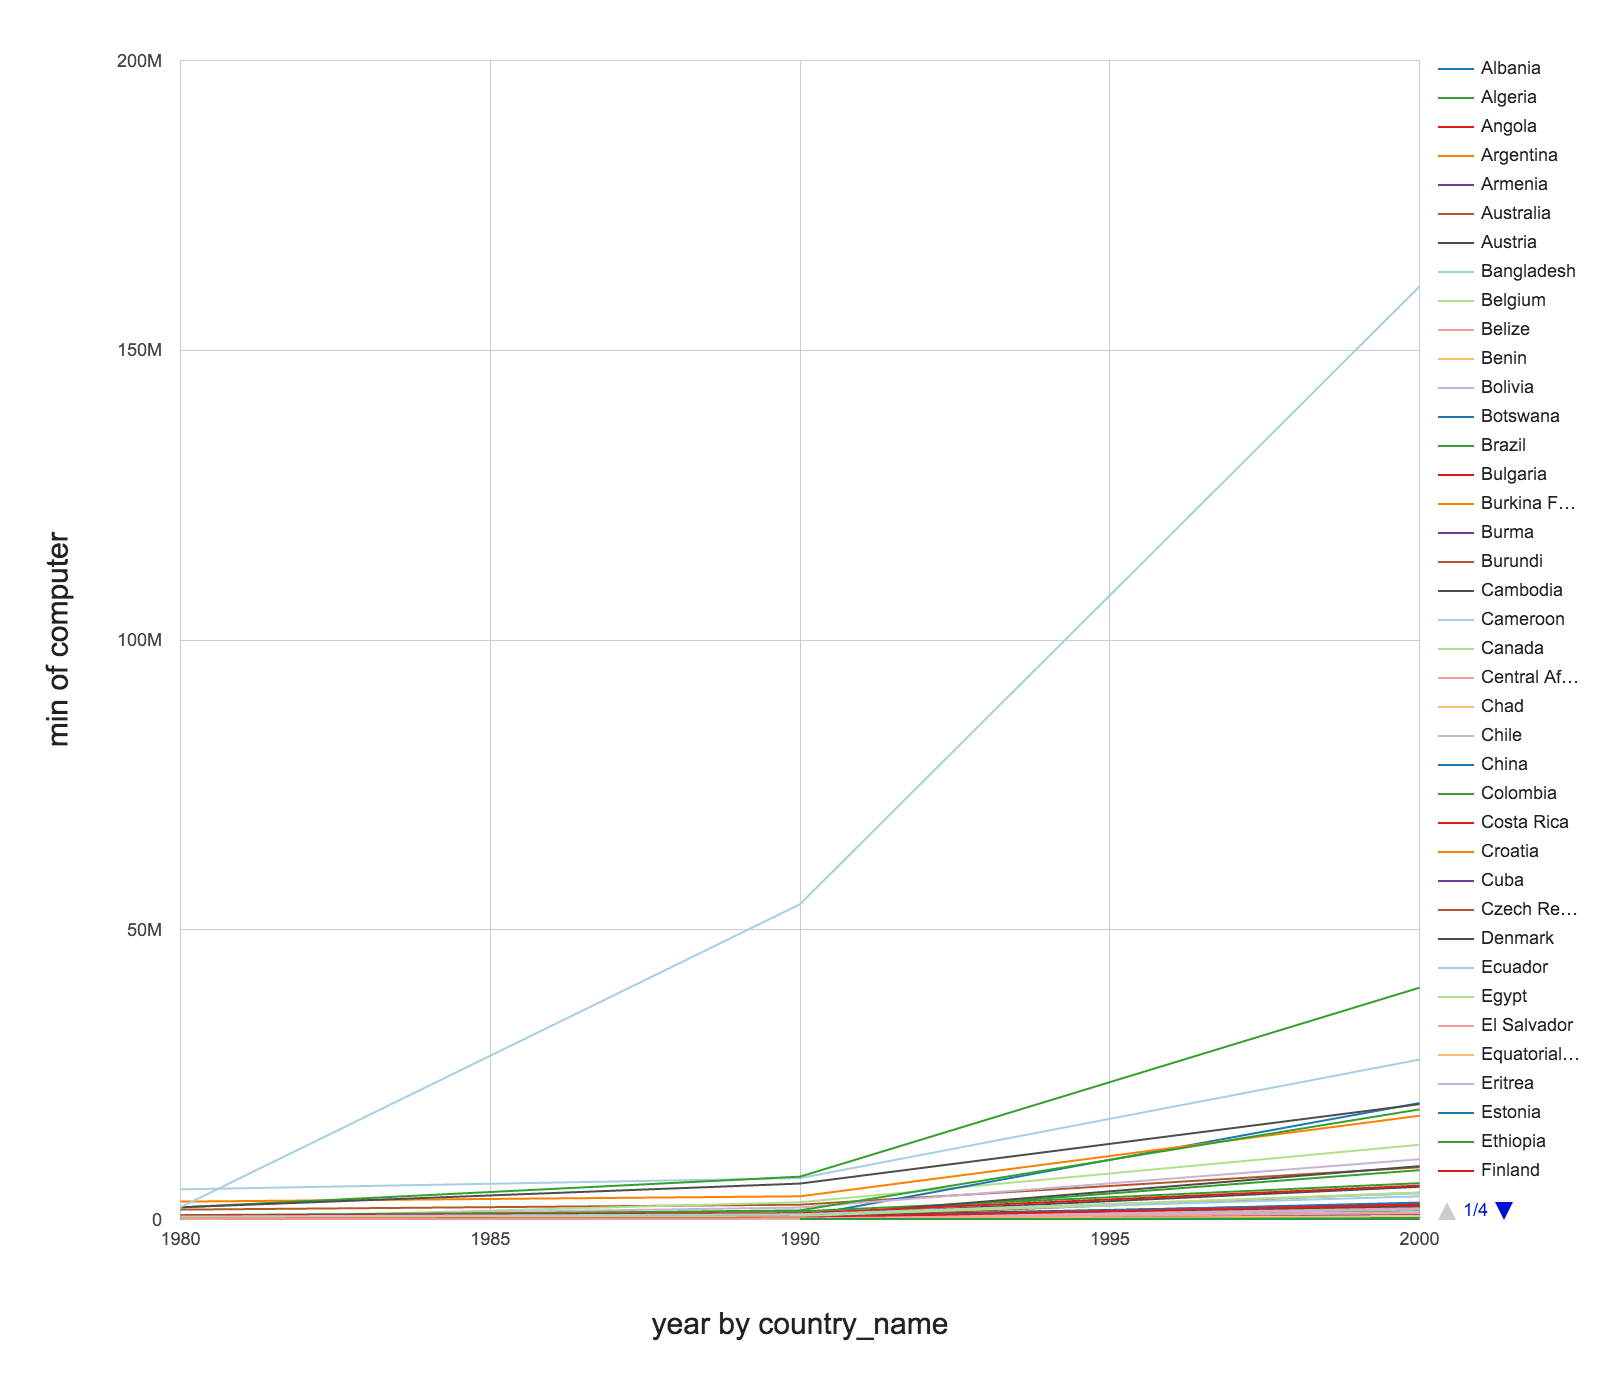 200M
150M
100M
50M
0
min of computer
1980
1985
1990
1995
2000
year by country_name
Albania
Algeria
Angola
Argentina
Armenia
Australia
Austria
Bangladesh
Belgium
Belize
Benin
Bolivia
Botswana
Brazil
Bulgaria
Burkina F…
Burma
Burundi
Cambodia
Cameroon
Canada
Central Af…
Chad
Chile
China
Colombia
Costa Rica
Croatia
Cuba
Czech Re…
Denmark
Ecuador
Egypt
El Salvador
Equatorial…
Eritrea
Estonia
Ethiopia
Finland
1/4